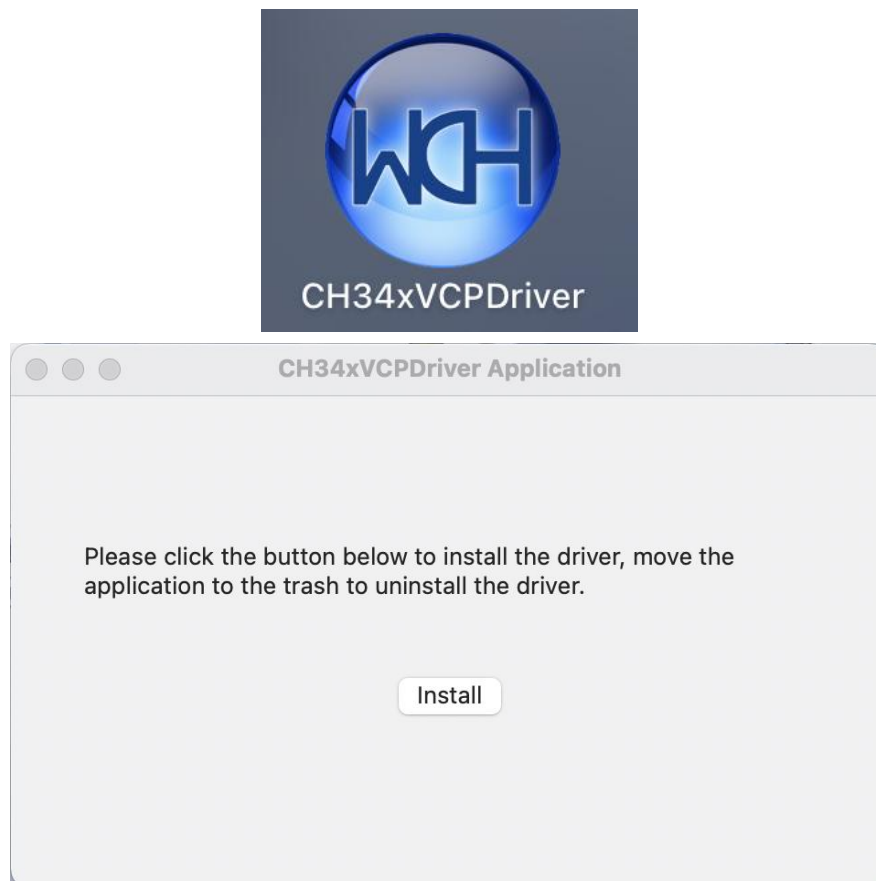 WCH
CH34xVCPDriver
CH34xVCPDriver Application
Please click the button below to install the driver, move the
application to the trash to uninstall the driver.
Install